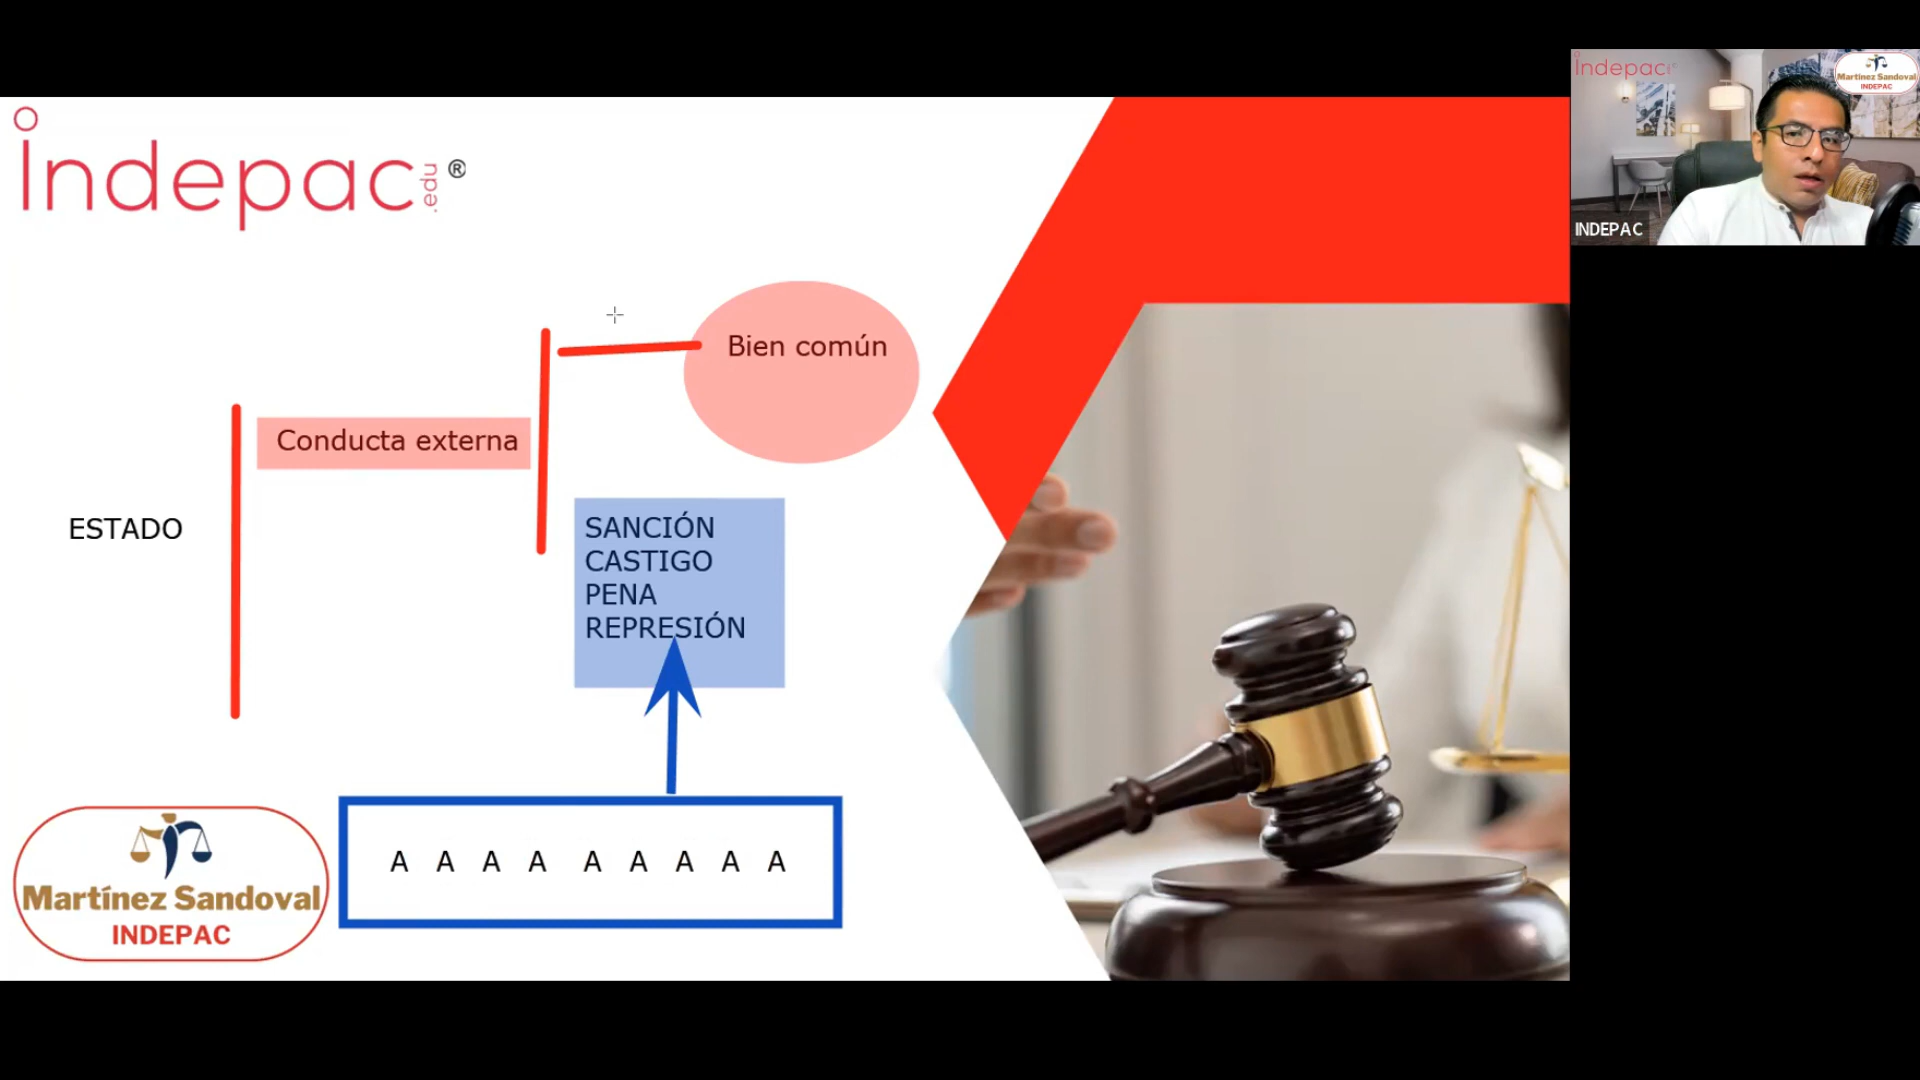 indepac.edu®
Bien común
Conducta externa
ESTADO
SANCIÓN
CASTIGO
PENA
REPRESIÓN
A A A A A A A A A
Martínez Sandoval
INDEPAC
indepac
Martínez Sandoval
INDEPAC
INDEPAC